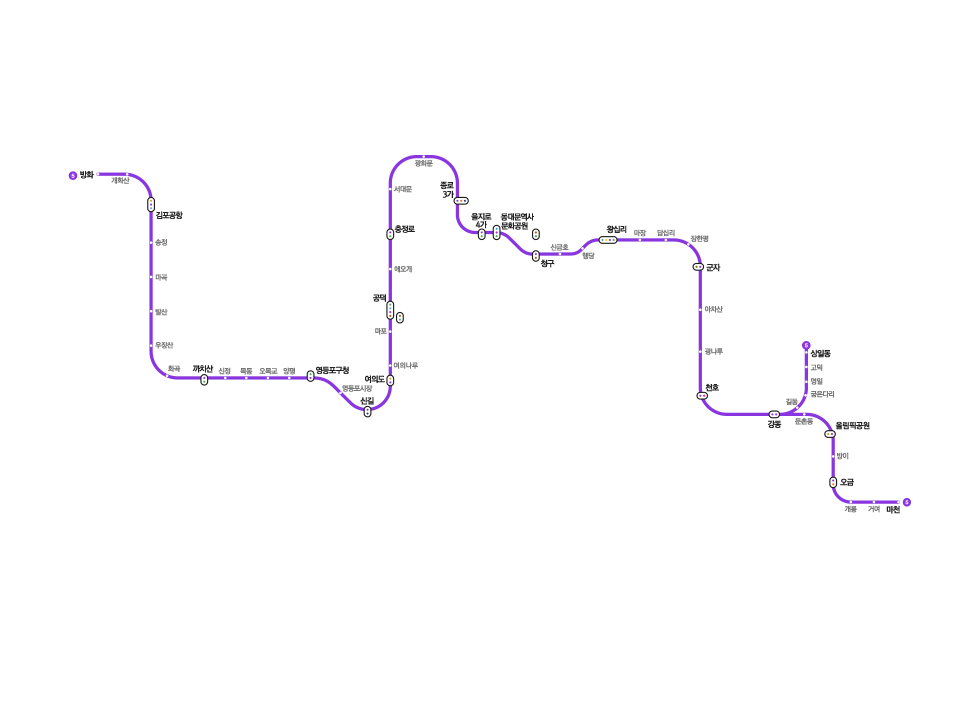 5
방화
개화산
김포공항
송정
마곡
발산
우장산
화곡
까치산
신정
목동
오목교
양평
영등포구청
영등포시장
신길
여의도
여의나루
마포
공덕
애오개
충정로
서대문
광화문
종로
3가
을지로
4가
동대문역사
문화공원
청구
신금호
행당
왕십리
마장
답십리
장한평
군자
아차산
광나루
천호
강동
길동
굽은다리
명일
고덕
상일동
5
둔촌동
올림픽공원
방이
오금
개롱
거여
마천
5